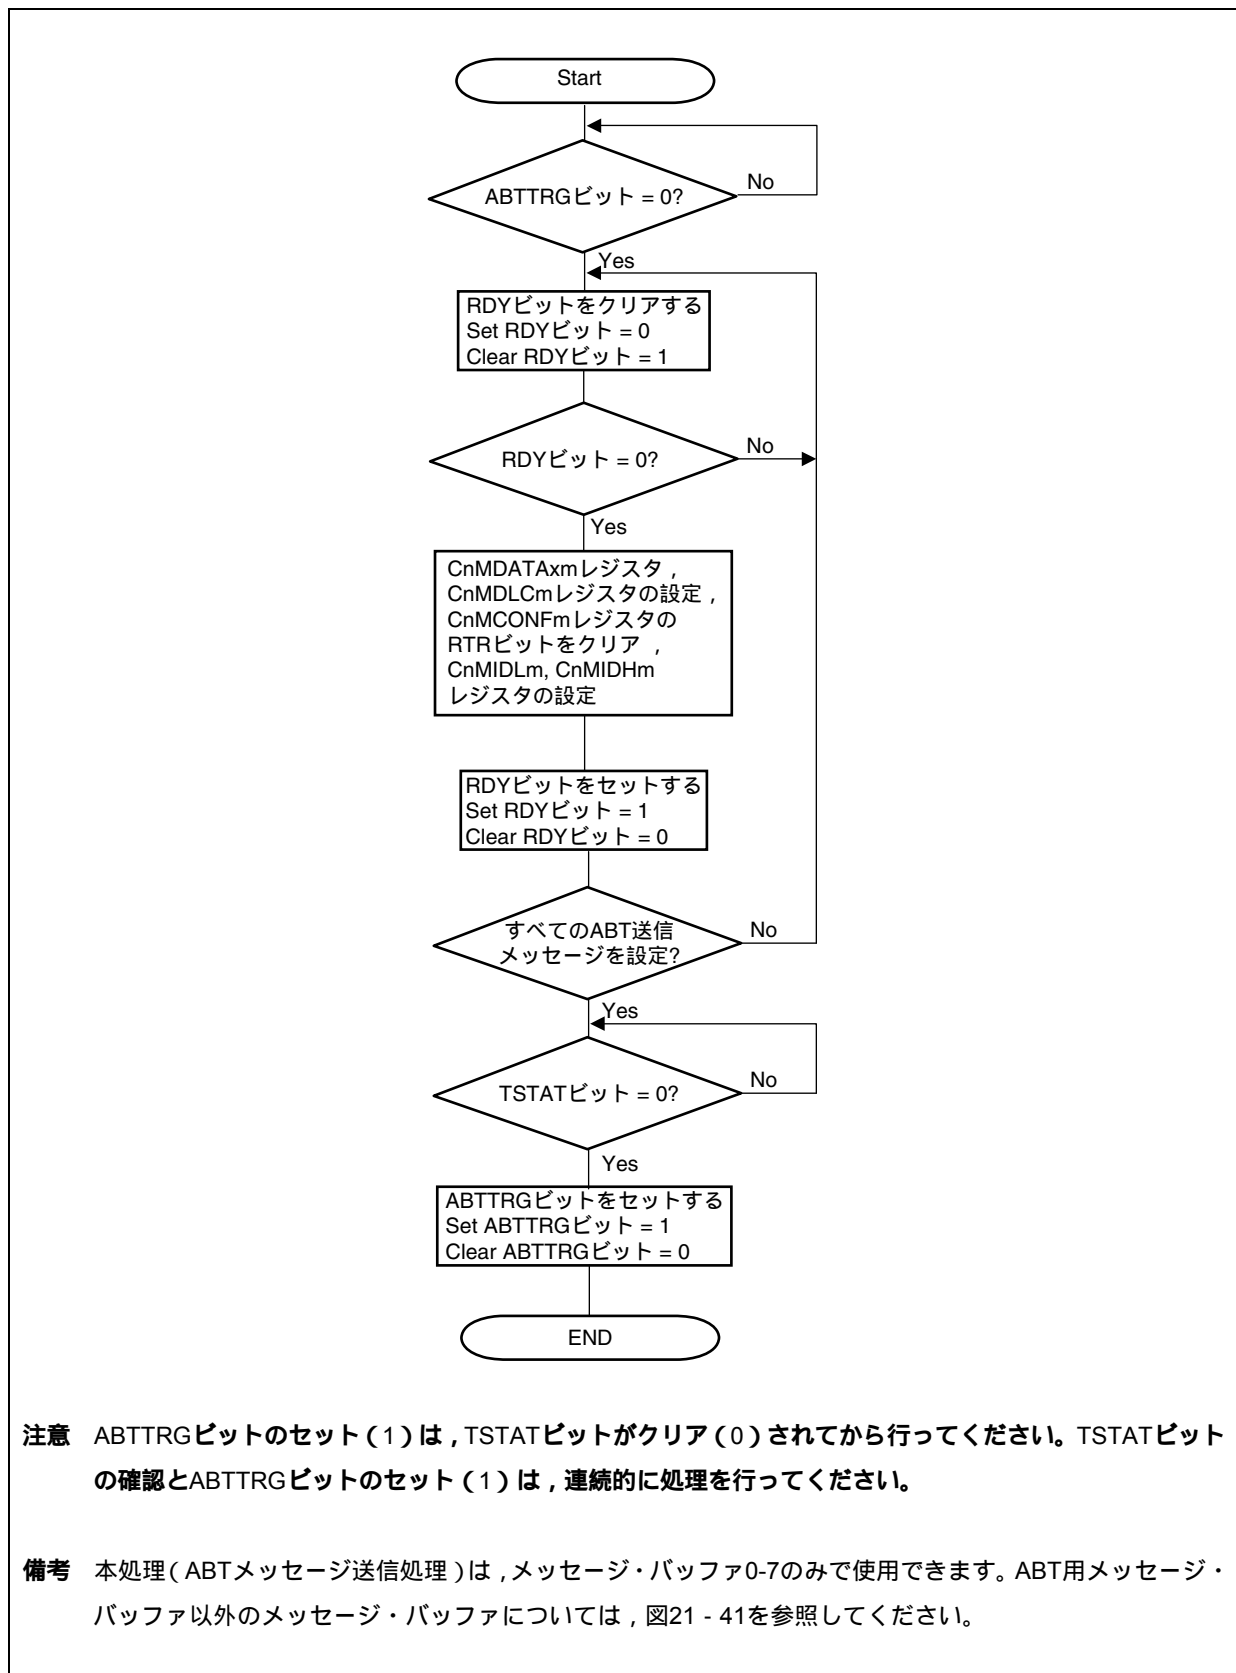 Start
ABTTRGビット = 0?
No
Yes
RDYビットをクリアする
Set RDYビット = 0
Clear RDYビット = 1
RDYビット = 0?
No
Yes
CnMDATAxmレジスタ，
CnMDLCmレジスタの設定，
CnMCONFmレジスタの
RTRビットをクリア ，
CnMIDLm, CnMIDHm
レジスタの設定
RDYビットをセットする
Set RDYビット = 1
Clear RDYビット = 0
すべてのABT送信
メッセージを設定?
No
Yes
TSTATビット = 0?
No
Yes
ABTTRGビットをセットする
Set ABTTRGビット = 1
Clear ABTTRGビット = 0
END
注意 ABTTRGビットのセット（1）は，TSTATビットがクリア（0）されてから行ってください。TSTATビット
の確認とABTTRGビットのセット（1）は，連続的に処理を行ってください。
備考 本処理（ABTメッセージ送信処理）は，メッセージ・バッファ0-7のみで使用できます。ABT用メッセージ・
バッファ以外のメッセージ・バッファについては，図21 - 41を参照してください。